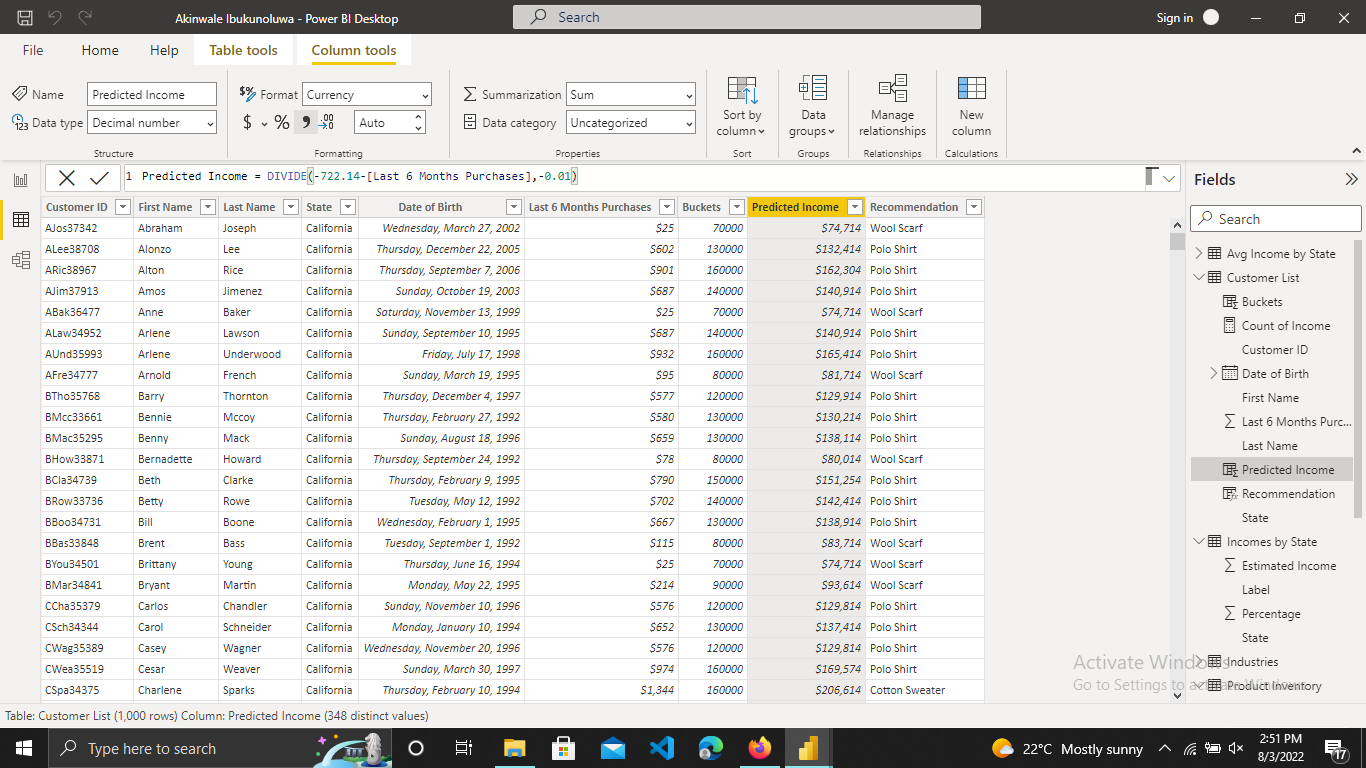 Akinwale Ibukunoluwa - Power BI Desktop
Search
Sign in
File Home Help Table tools Column tools
Name Predicted Income
Data type Decimal number
Structure
$% Format Currency
$ % 9 .00 Auto
Formatting
Summarization Sum
Data category Uncategorized
Properties
Sort by column
Sort
Data groups
Groups
Manage relationships
Relationships
New column
Calculations
1 Predicted Income = DIVIDE(-722.14-[Last 6 Months Purchases],-0.01)
Customer ID First Name Last Name State Date of Birth Last 6 Months Purchases Buckets Predicted Income Recommendation
AJos37342 Abraham Joseph California Wednesday, March 27, 2002 $25 70000 $74,714 Wool Scarf
ALee38708 Alonzo Lee California Thursday, December 22, 2005 $602 130000 $132,414 Polo Shirt
ARic38967 Alton Rice California Thursday, September 7, 2006 $901 160000 $162,304 Polo Shirt
AJim37913 Amos Jimenez California Sunday, October 19, 2003 $687 140000 $140,914 Polo Shirt
ABak36477 Anne Baker California Saturday, November 13, 1999 $25 70000 $74,714 Wool Scarf
ALaw34952 Arlene Lawson California Sunday, September 10, 1995 $687 140000 $140,914 Polo Shirt
AUnd35993 Arlene Underwood California Friday, July 17, 1998 $932 160000 $165,414 Polo Shirt
AFre34777 Arnold French California Sunday, March 19, 1995 $95 80000 $81,714 Wool Scarf
BTho35768 Barry Thornton California Thursday, December 4, 1997 $577 120000 $129,914 Polo Shirt
BMcc33661 Bennie Mccoy California Thursday, February 27, 1992 $580 130000 $130,214 Polo Shirt
BMac35295 Benny Mack California Sunday, August 18, 1996 $659 130000 $138,114 Polo Shirt
BHow33871 Bernadette Howard California Thursday, September 24, 1992 $78 80000 $80,014 Wool Scarf
BCla34739 Beth Clarke California Thursday, February 9, 1995 $790 150000 $151,254 Polo Shirt
BRow33736 Betty Rowe California Tuesday, May 12, 1992 $702 140000 $142,414 Polo Shirt
BBoo34731 Bill Boone California Wednesday, February 1, 1995 $667 130000 $138,914 Polo Shirt
BBas33848 Brent Bass California Tuesday, September 1, 1992 $115 80000 $83,714 Wool Scarf
BYou34501 Brittany Young California Thursday, June 16, 1994 $25 70000 $74,714 Wool Scarf
BMar34841 Bryant Martin California Monday, May 22, 1995 $214 90000 $93,614 Wool Scarf
CCha35379 Carlos Chandler California Sunday, November 10, 1996 $576 120000 $129,814 Polo Shirt
CSch34344 Carol Schneider California Monday, January 10, 1994 $652 130000 $137,414 Polo Shirt
CWag35389 Casey Wagner California Wednesday, November 20, 1996 $576 120000 $129,814 Polo Shirt
CWea35519 Cesar Weaver California Sunday, March 30, 1997 $974 160000 $169,574 Polo Shirt
CSpa34375 Charlene Sparks California Thursday, February 10, 1994 $1,344 160000 $206,614 Cotton Sweater
Fields
Search
Avg Income by State
Customer List
Buckets
Count of Income
Customer ID
Date of Birth
First Name
Last 6 Months Purc...
Last Name
Predicted Income
Recommendation
State
Incomes by State
Estimated Income
Label
Percentage
State
Industries
Product Inventory
Activate Windows
Go to Settings to activate Windows.
Table: Customer List (1,000 rows) Column: Predicted Income (348 distinct values)
Type here to search
22°C Mostly sunny
2:51 PM
8/3/2022
17